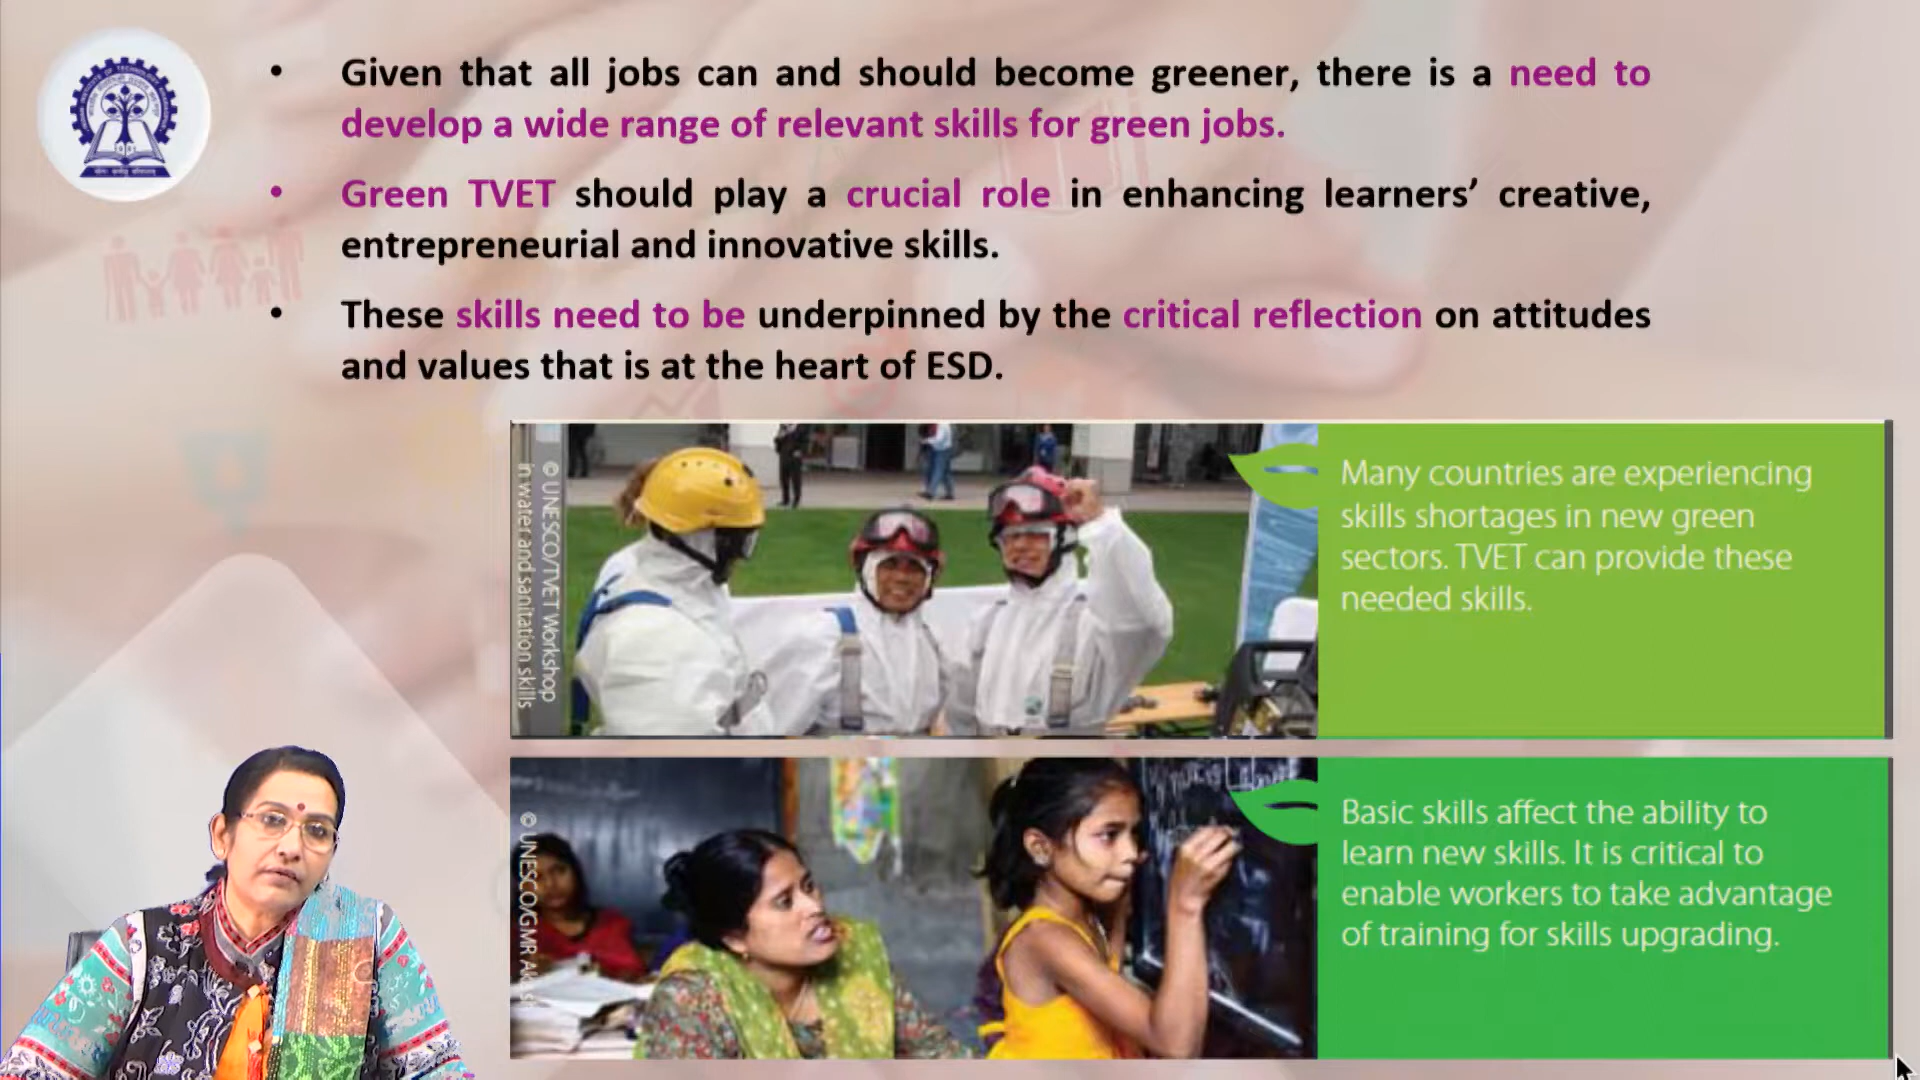 • Given that all jobs can and should become greener, there is a need to
develop a wide range of relevant skills for green jobs.
• Green TVET should play a crucial role in enhancing learners’ creative,
entrepreneurial and innovative skills.
• These skills need to be underpinned by the critical reflection on attitudes
and values that is at the heart of ESD.
© UNESCO/TVET Workshop
in water and sanitation skills
Many countries are experiencing
skills shortages in new green
sectors. TVET can provide these
needed skills.
© UNESCO/GMR
Basic skills affect the ability to
learn new skills. It is critical to
enable workers to take advantage
of training for skills upgrading.